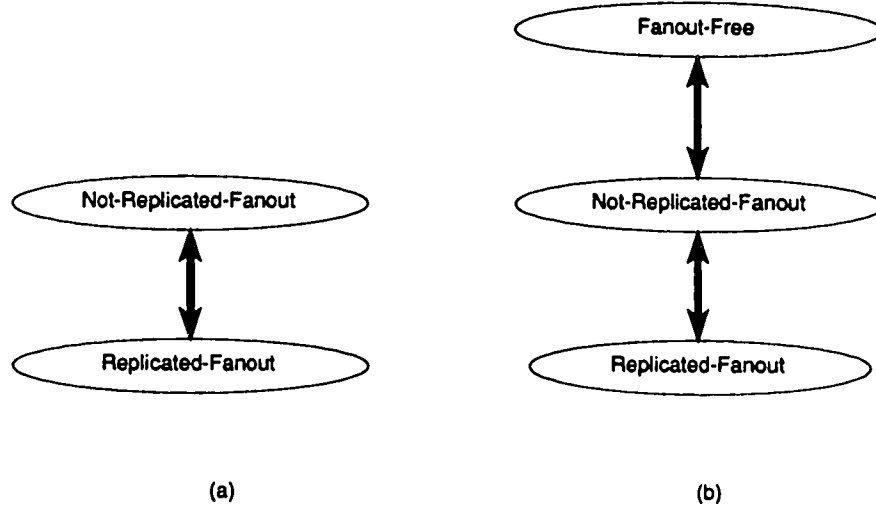 Fanout-Free
Not-Replicated-Fanout
Not-Replicated-Fanout
Replicated-Fanout
Replicated-Fanout
(a)
(b)